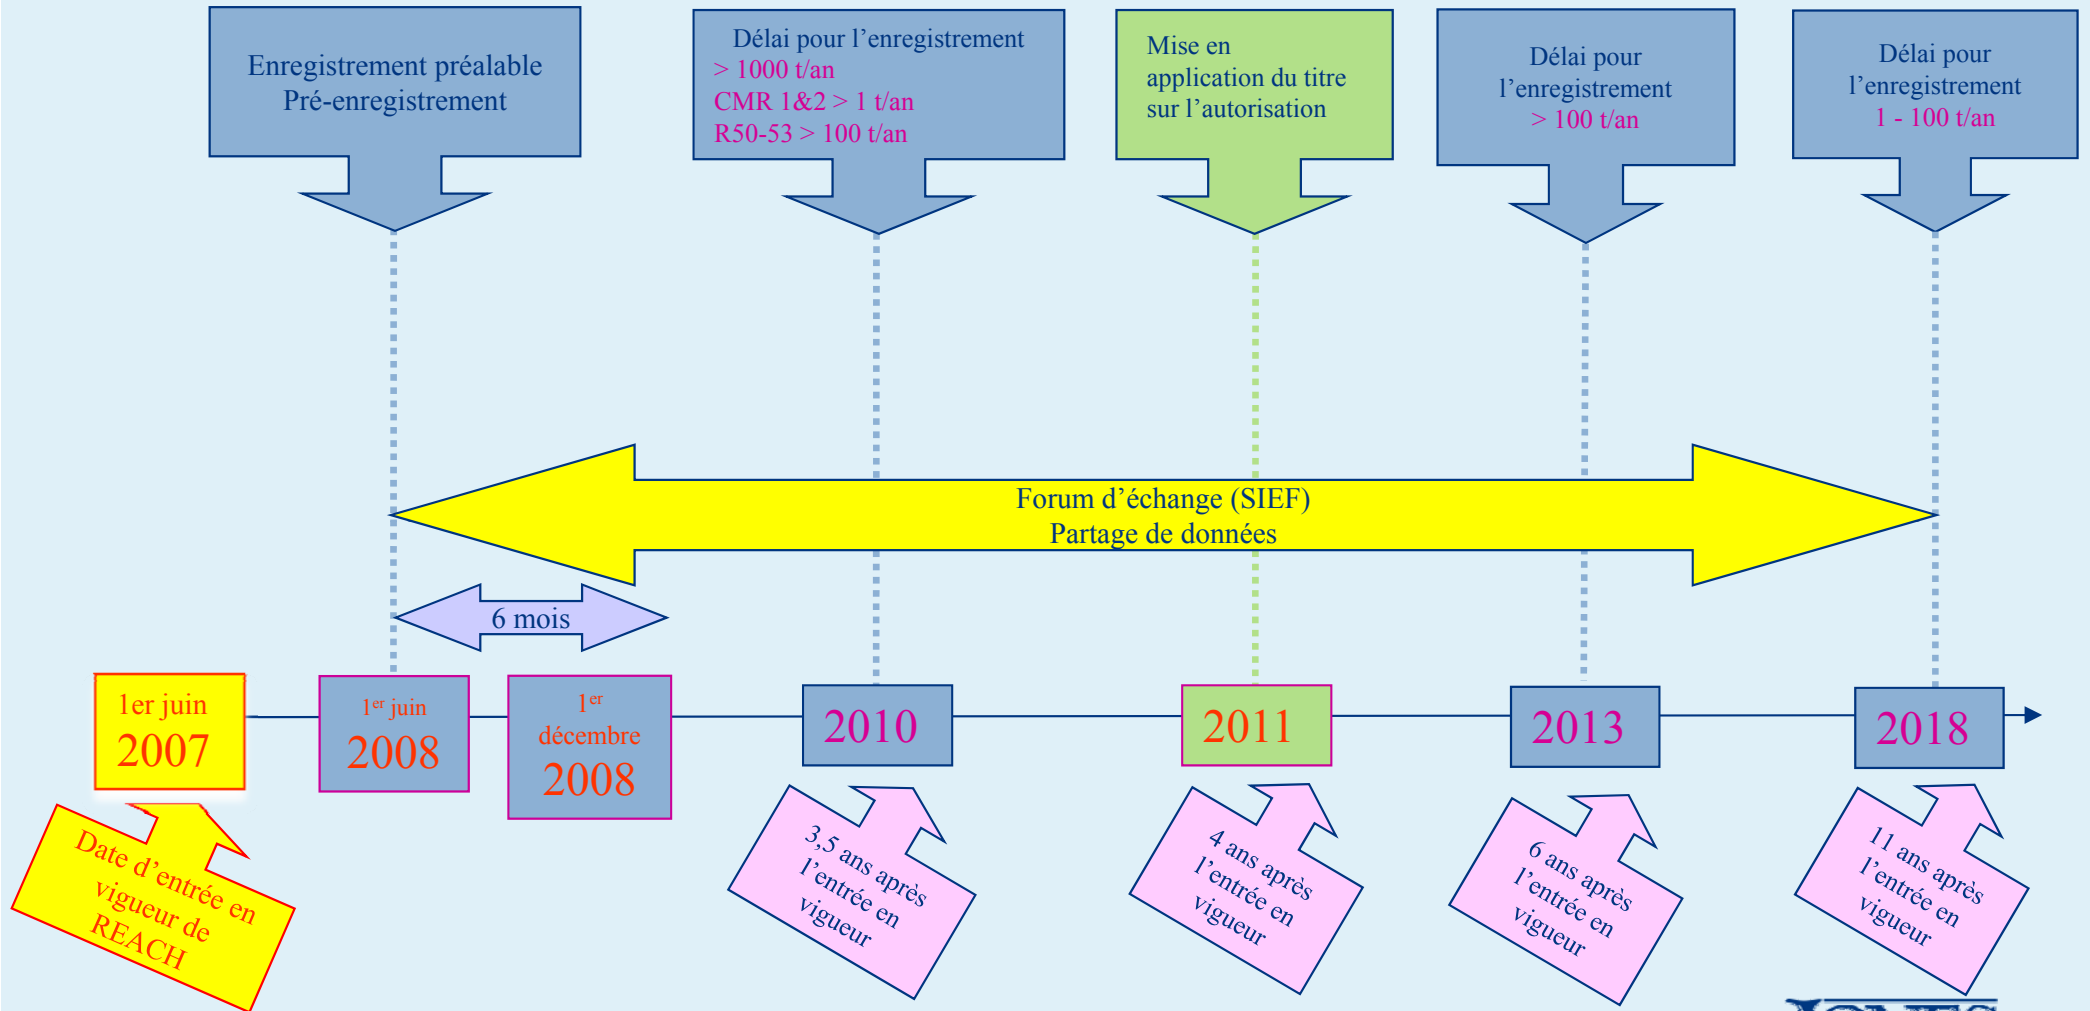 Enregistrement préalable
Pré-enregistrement
Délai pour l’enregistrement
> 1000 t/an
CMR 1&2 > 1 t/an
R50-53 > 100 t/an
Mise en
application du titre
sur l’autorisation
Délai pour
l’enregistrement
> 100 t/an
Délai pour
l’enregistrement
1 - 100 t/an
Forum d’échange (SIEF)
Partage de données
6 mois
1er juin
2007
1er juin
2008
1er
décembre
2008
2010
2011
2013
2018
Date d’entrée en
vigueur de
REACH
3,5 ans après
l’entrée en
vigueur
4 ans après
l’entrée en
vigueur
6 ans après
l’entrée en
vigueur
11 ans après
l’entrée en
vigueur